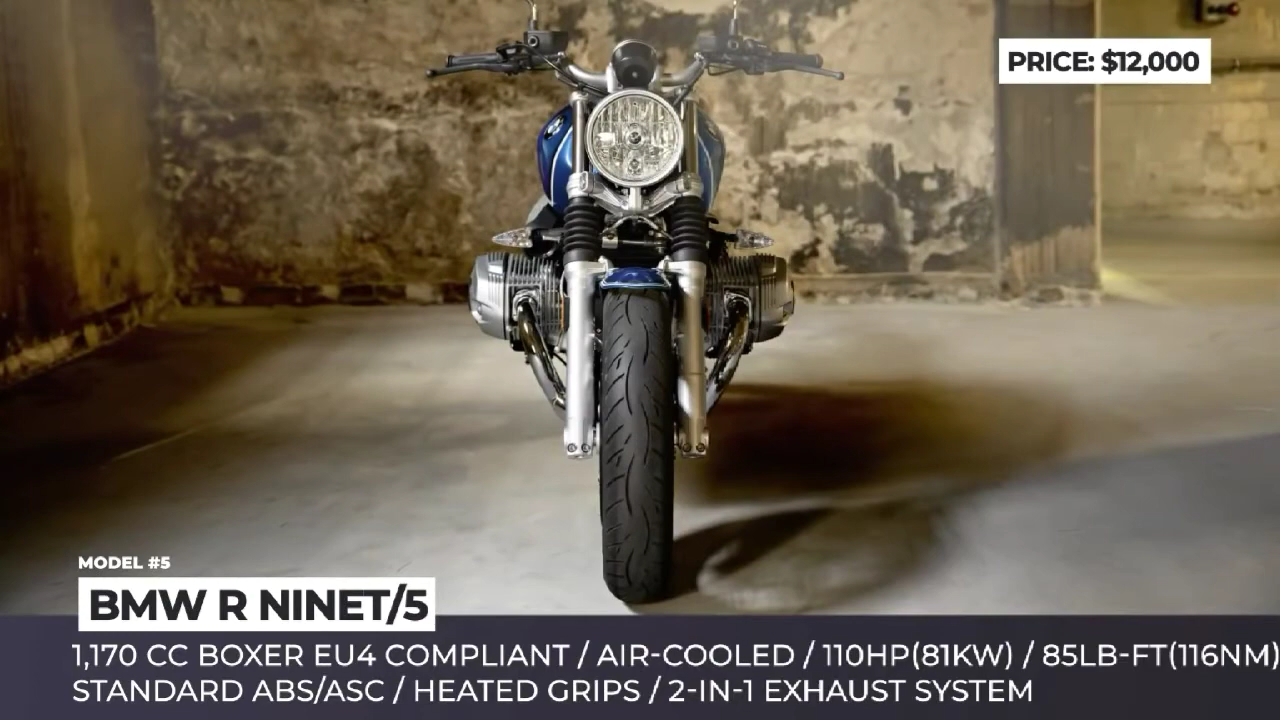 PRICE: $12,000
MODEL #5
BMW R NINET/5
1,170 CC BOXER EU4 COMPLIANT / AIR-COOLED / 110HP(81KW) / 85LB-FT(116NM)
STANDARD ABS/ASC / HEATED GRIPS / 2-IN-1 EXHAUST SYSTEM